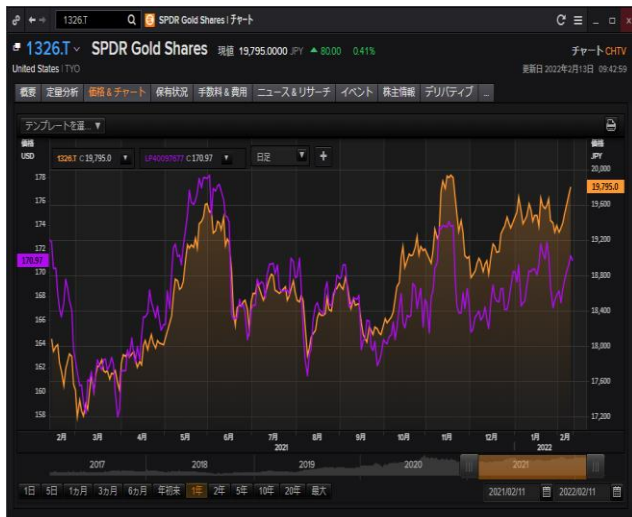 1326.T SPDR Gold Shares | チャート
1326.T SPDR Gold Shares 現値 19,795.0000 JPY ▲ 80.00 0.41% チャート CHTV
United States | TYO 更新日 2022年2月13日 09:42:59
概要 定量分析 価格 & チャート 保有状況 手数料 & 費用 ニュース & リサーチ イベント 株主情報 デリバティブ ...
テンプレートを選... ▼
価格 価格
USD 1326.T C 19,795.0 ▼ LP40097677 C 170.97 ▼ 日足 ▼ + JPY
178 20,000
19,795.0
176 19,600
174
172 19,200
170.97
170 18,800
168
166 18,400
164
162 18,000
160 17,600
158 17,200
2月 3月 4月 5月 6月 7月 8月 9月 10月 11月 12月 1月 2月
2021 2022
2017 2018 2019 2020 2021
1日 5日 1ヵ月 3ヵ月 6ヵ月 年初来 1年 2年 5年 10年 20年 最大 2021/02/11 2022/02/11